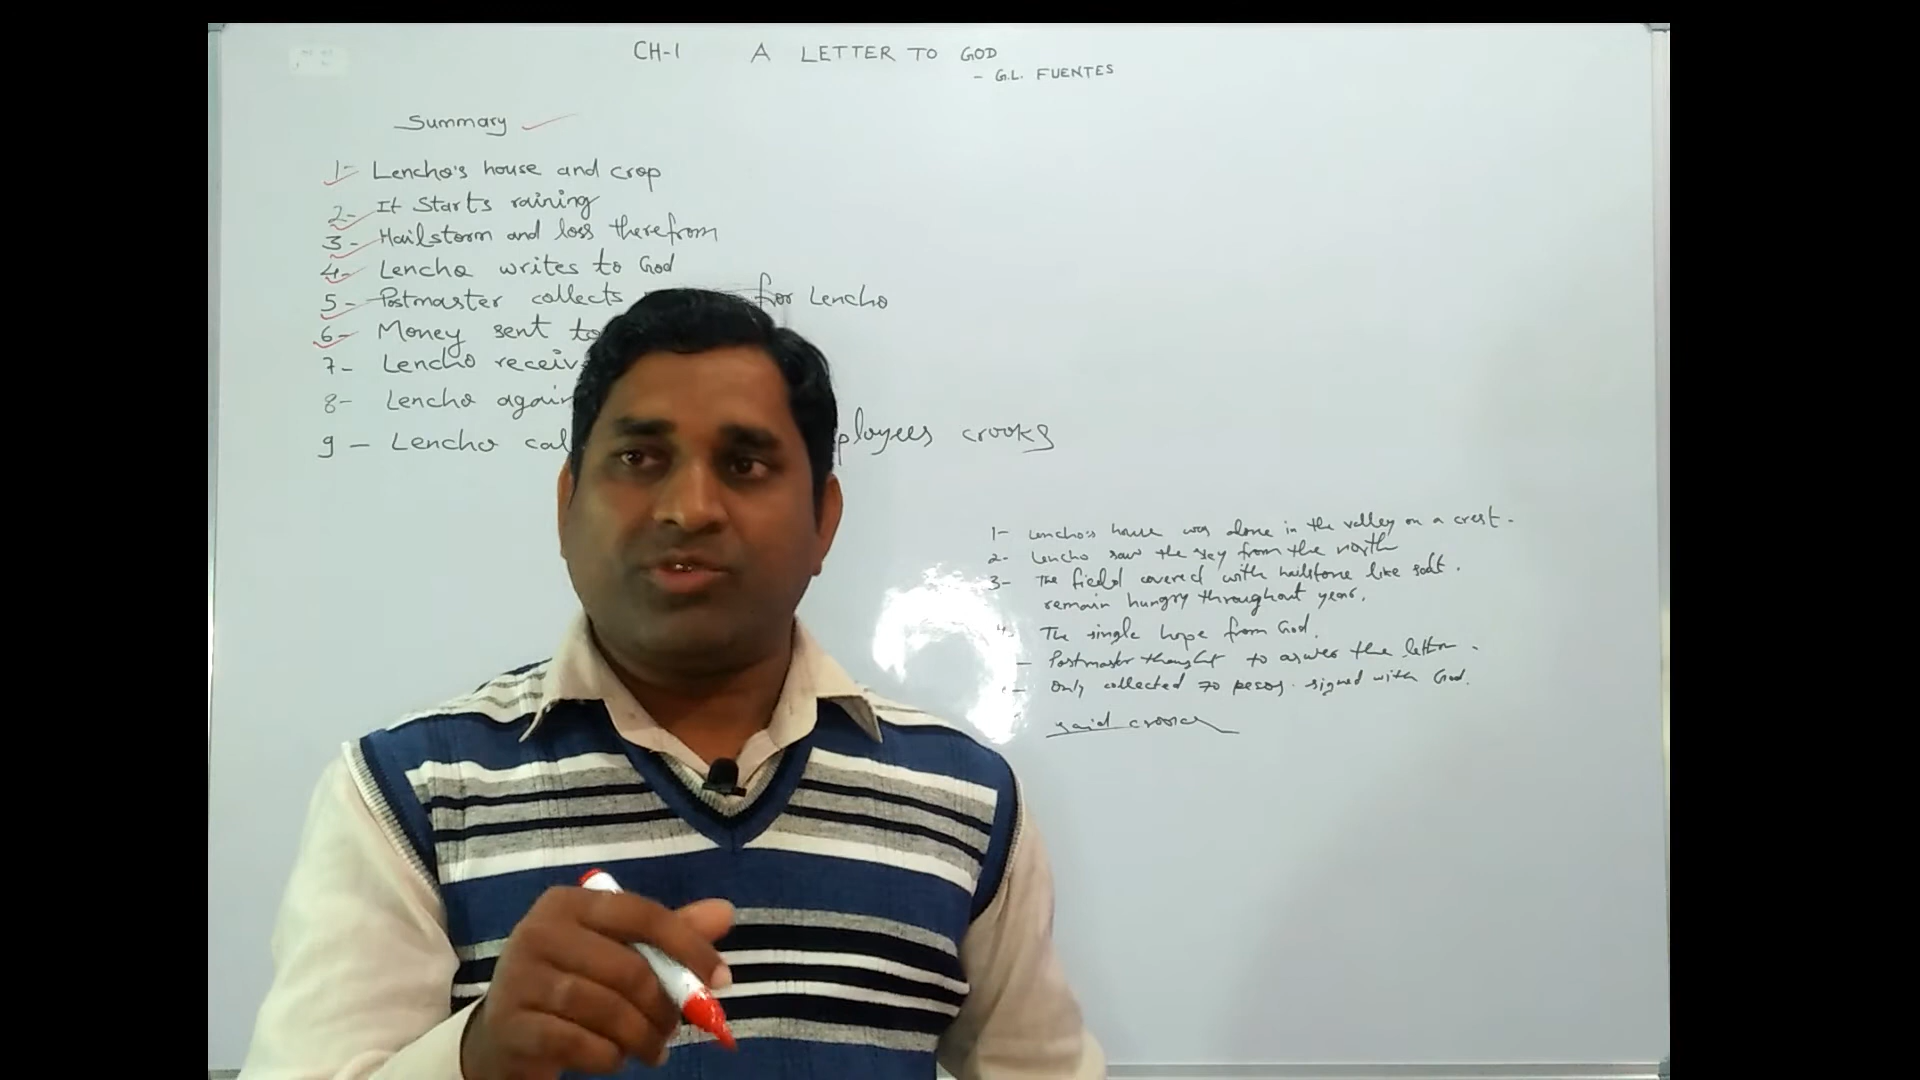 CH-1 A LETTER TO GOD
- G.L. FUENTES
Summary
1- Lencho's house and crop
2- It starts raining
3- Hailstorm and loss therefrom
4- Lencho writes to God
5- Postmaster collects for Lencho
6- Money sent to
7- Lencho receiv
8- Lencho again
9- Lencho cal ployees crooks
1- Lencho's house was alone in the valley on a crest.
2- Lencho saw the sky from the north
3- The field covered with hailstone like salt.
remain hungry throughout year.
4- The single hope from God.
- Postmaster thought to answer the letter.
- Only collected 70 pesos. signed with God.
said